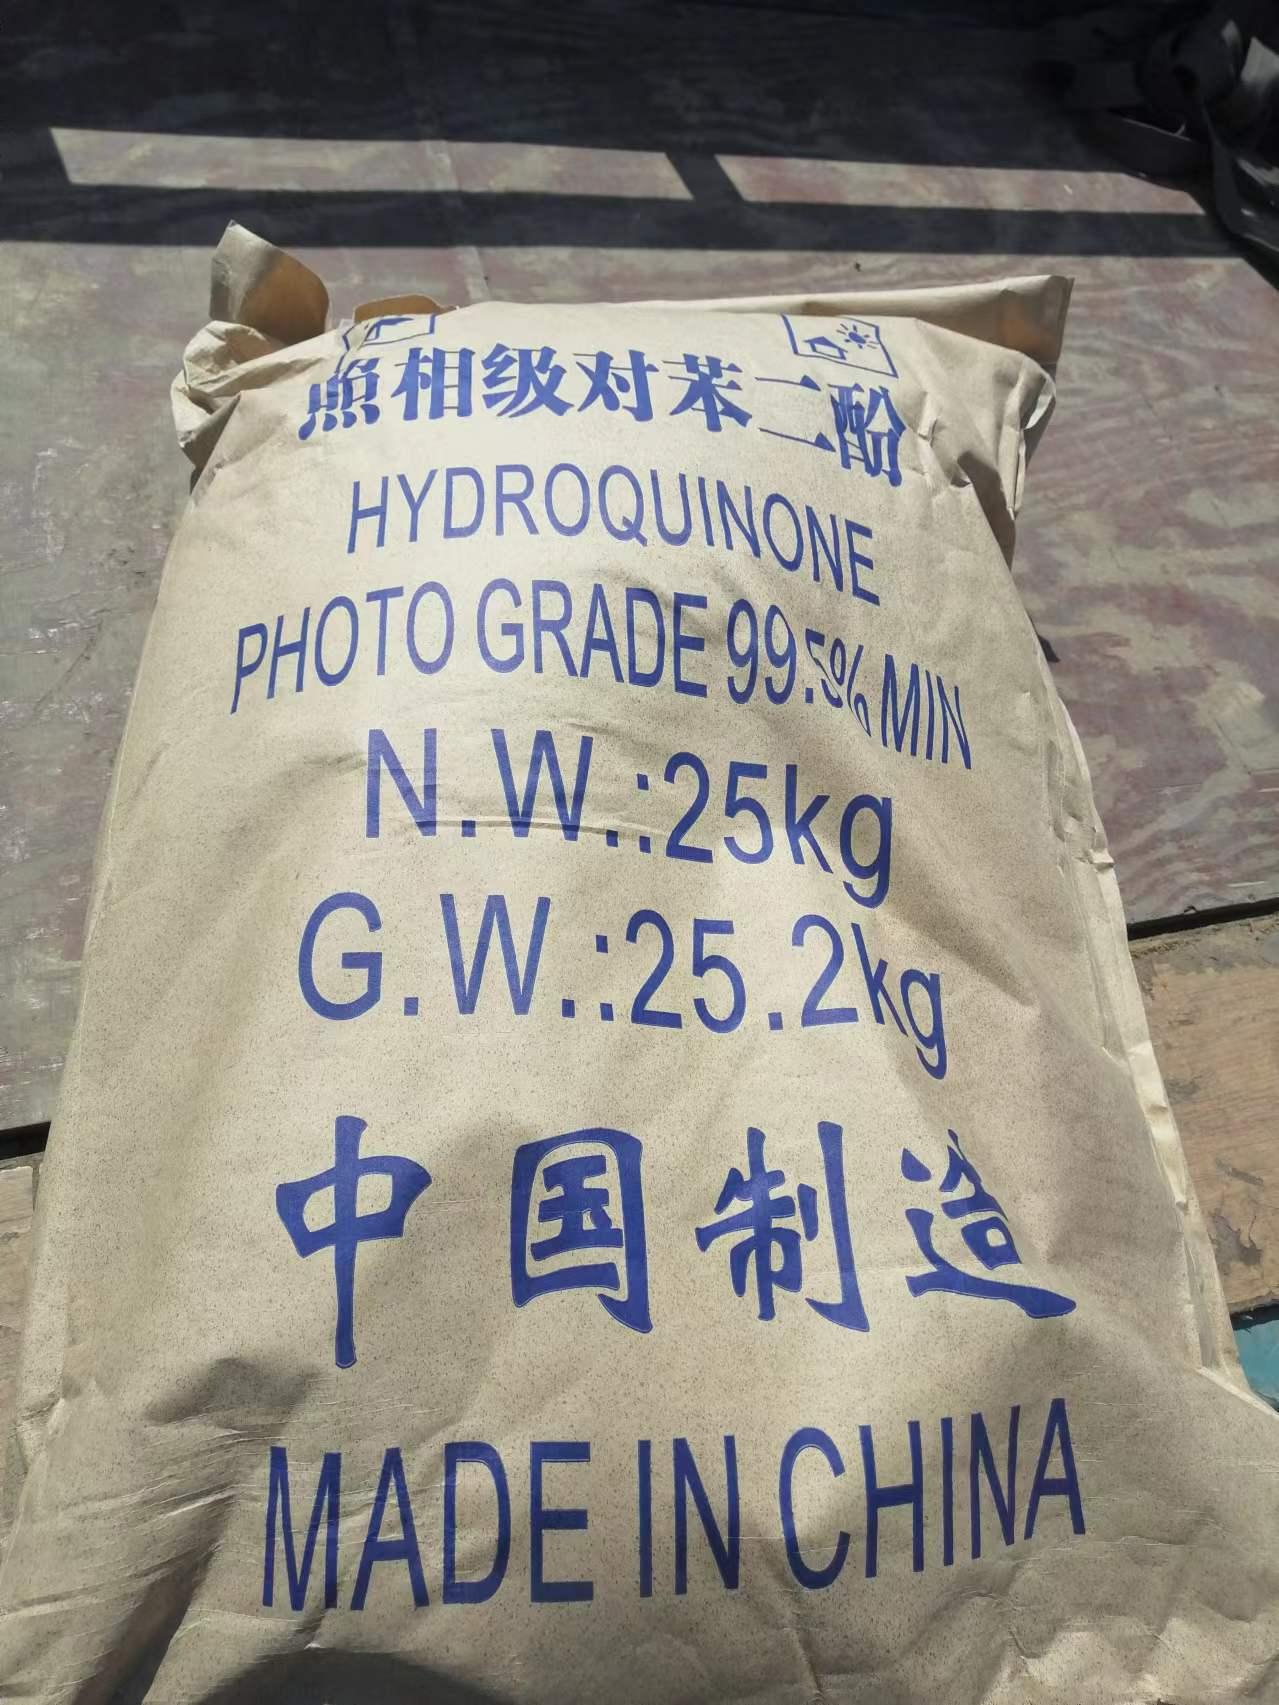 照相级对苯二酚
HYDROQUINONE
PHOTO GRADE 99.5% MIN
N.W.:25kg
G.W.:25.2kg
中国制造
MADE IN CHINA